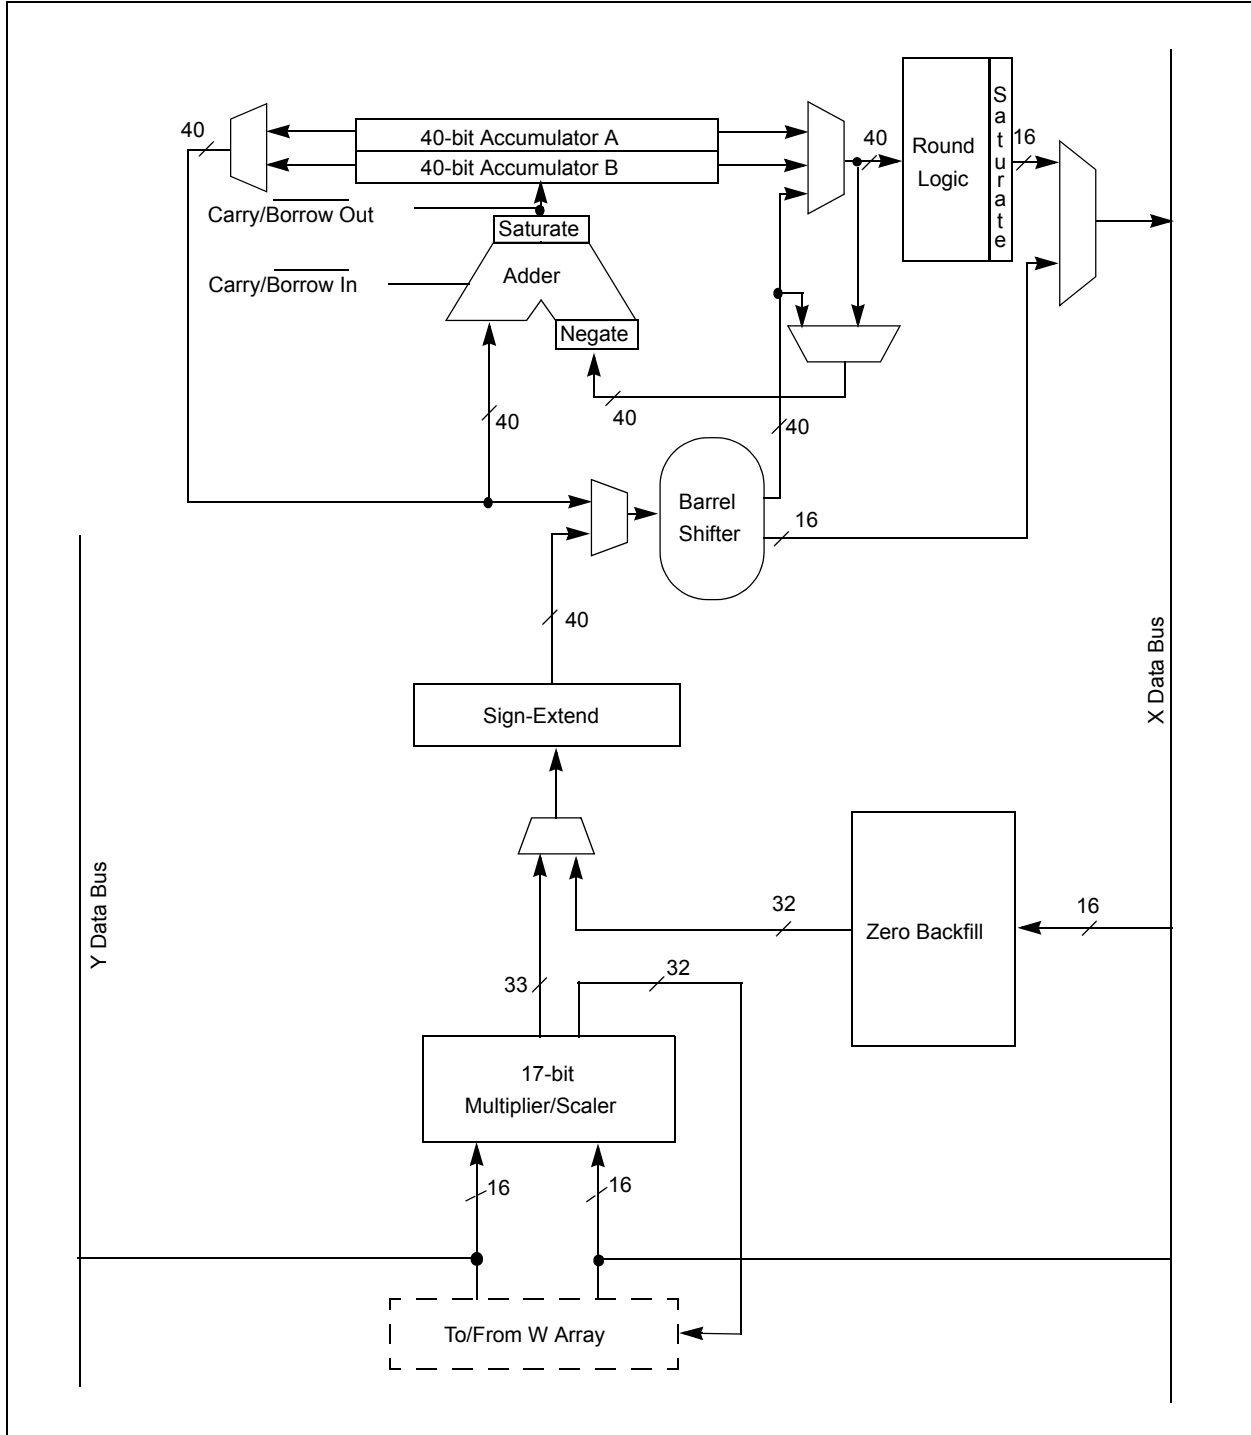 40
40-bit Accumulator A
40-bit Accumulator B
Carry/Borrow Out
Saturate
Adder
Carry/Borrow In
Negate
40
Round
Logic
Saturate
16
40
40
40
Barrel
Shifter
16
40
Sign-Extend
X Data Bus
Y Data Bus
32
Zero Backfill
16
33
32
17-bit
Multiplier/Scaler
16
16
To/From W Array